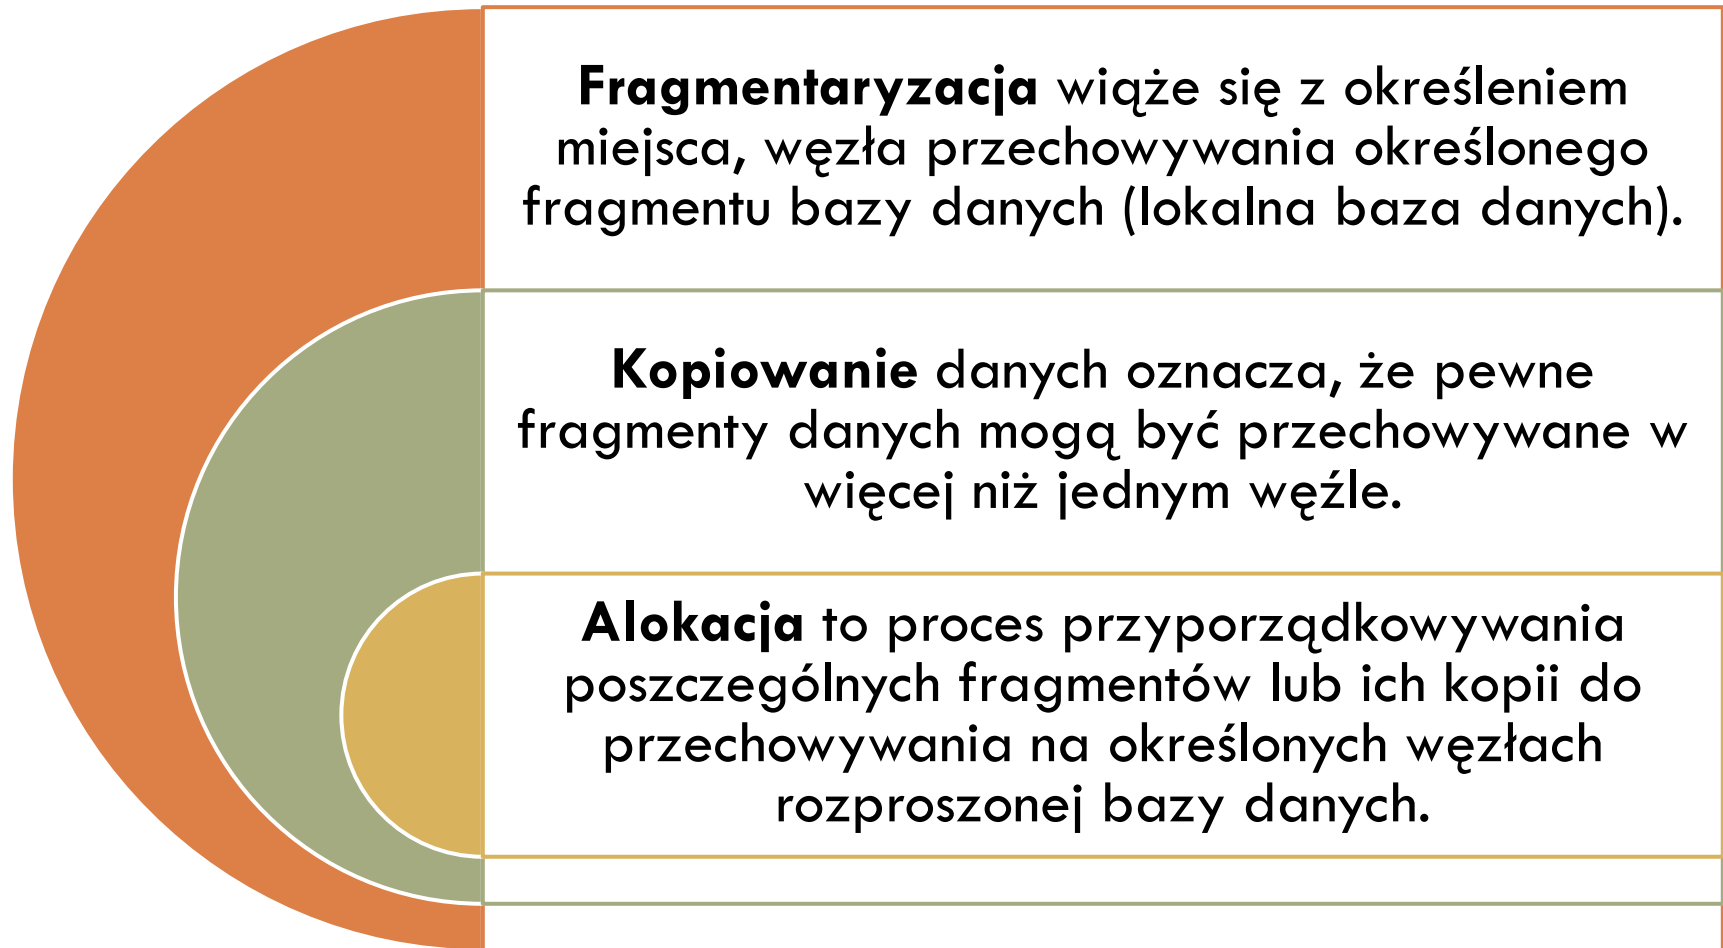 Fragmentaryzacja wiąże się z określeniem
miejsca, węzła przechowywania określonego
fragmentu bazy danych (lokalna baza danych).
Kopiowanie danych oznacza, że pewne
fragmenty danych mogą być przechowywane w
więcej niż jednym węźle.
Alokacja to proces przyporządkowywania
poszczególnych fragmentów lub ich kopii do
przechowywania na określonych węzłach
rozproszonej bazy danych.